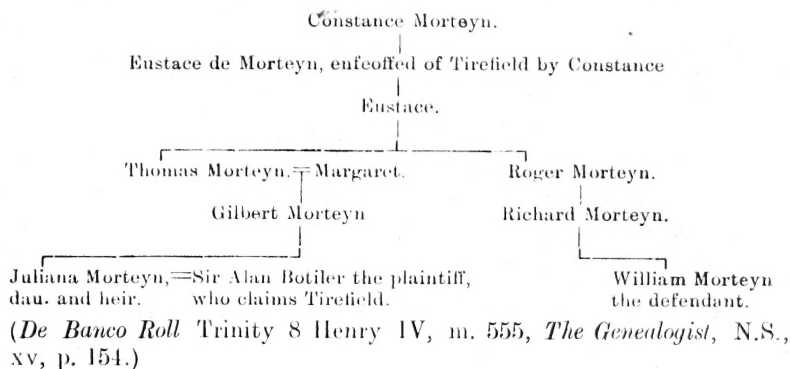 Constance Morteyn.
Eustace de Morteyn, enfeoffed of Tirefield by Constance
Eustace.
Thomas Morteyn.=Margaret. Roger Morteyn.
Gilbert Morteyn Richard Morteyn.
Juliana Morteyn,=Sir Alan Botiler the plaintiff, William Morteyn
dau. and heir. who claims Tirefield. the defendant.
(De Banco Roll Trinity 8 Henry IV, m. 555, The Genealogist, N.S.,
xv, p. 154.)